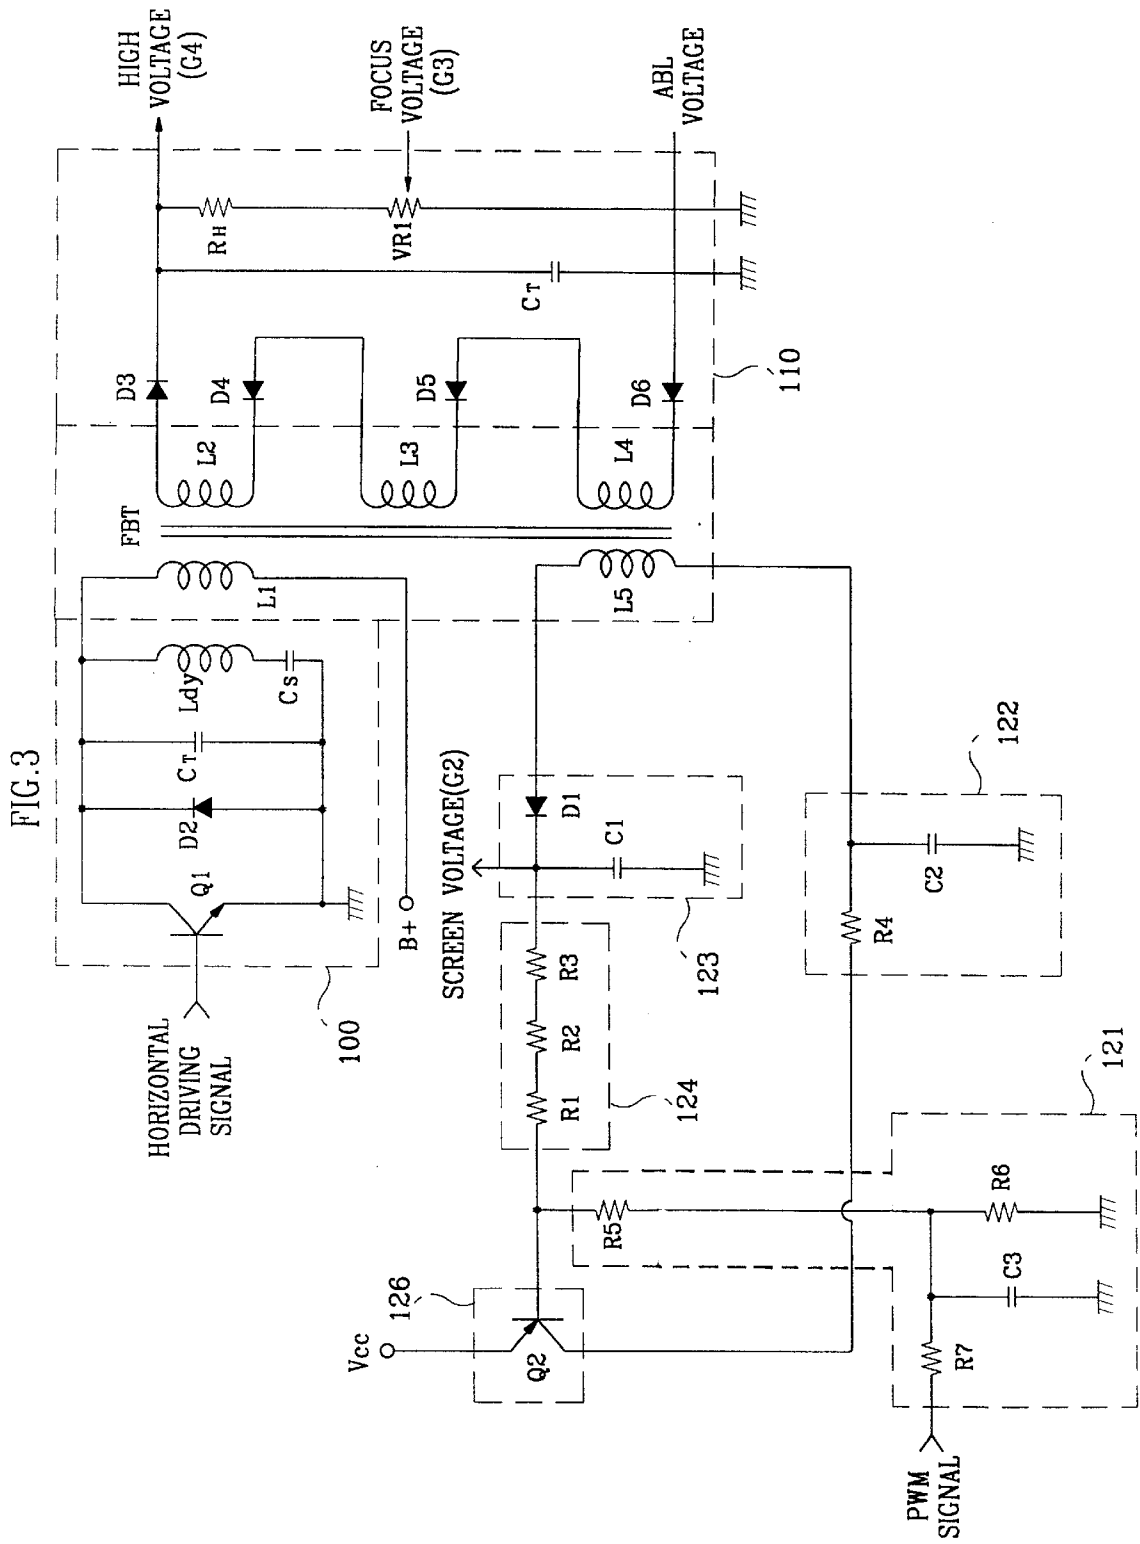 FIG.3
HORIZONTAL
DRIVING
SIGNAL
Q1
D2
CT
Ldy
CS
100
B+
L1
FBT
L2
L3
L4
L5
D3
D4
D5
D6
RH
VR1
CT
110
HIGH
VOLTAGE
(G4)
FOCUS
VOLTAGE
(G3)
ABL
VOLTAGE
SCREEN VOLTAGE(G2)
D1
C1
123
R1
R2
R3
124
Vcc
Q2
126
R4
C2
122
R5
R6
C3
R7
121
PWM
SIGNAL